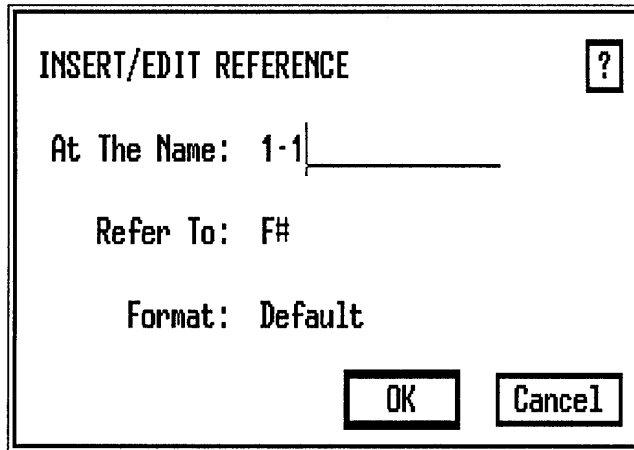 INSERT/EDIT REFERENCE ?
At The Name: 1-1
Refer To: F#
Format: Default
OK Cancel